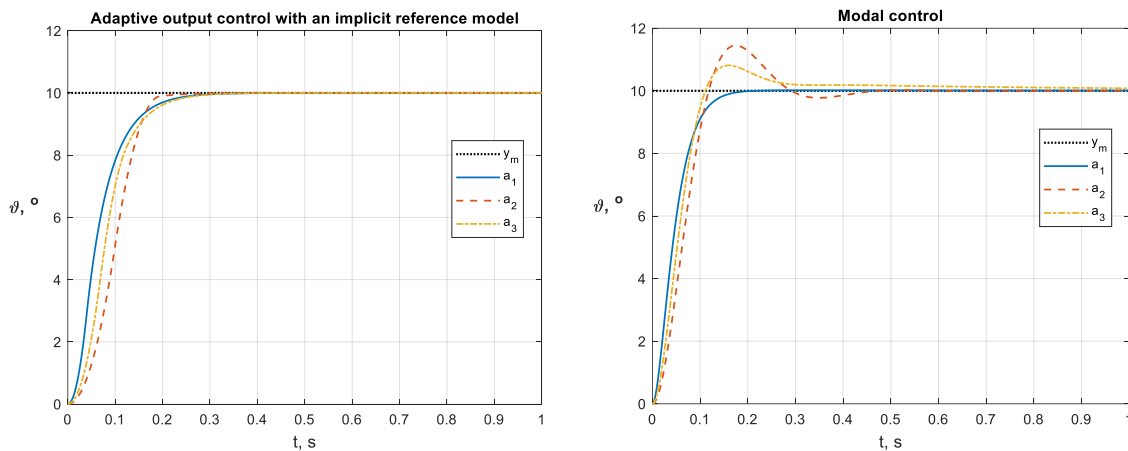 Adaptive output control with an implicit reference model
12
10
8
6
4
2
0
ϑ, °
0
0.1
0.2
0.3
0.4
0.5
0.6
0.7
0.8
0.9
1
t, s
y_m
a_1
a_2
a_3
Modal control
12
10
8
6
4
2
0
ϑ, °
0
0.1
0.2
0.3
0.4
0.5
0.6
0.7
0.8
0.9
1
t, s
y_m
a_1
a_2
a_3